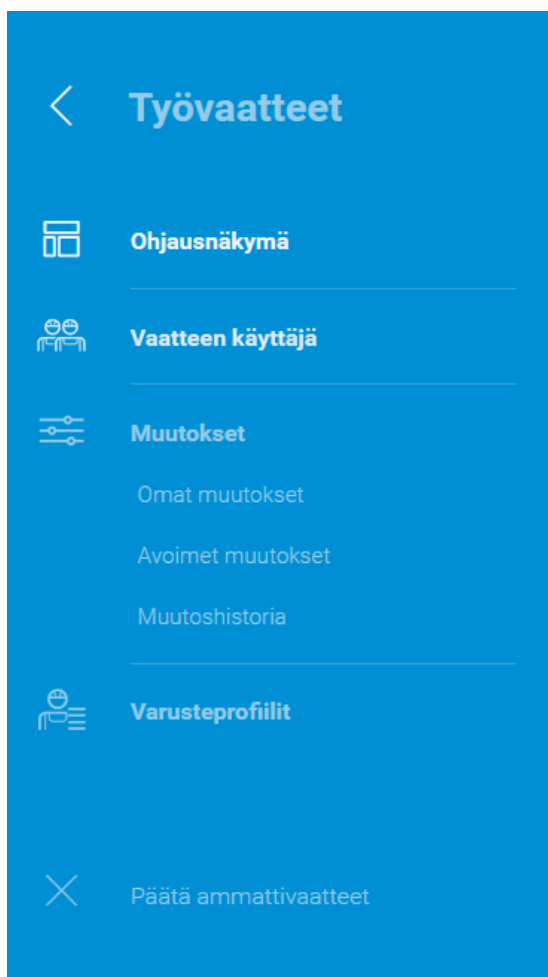 Työvaatteet
Ohjausnäkymä
Vaatteen käyttäjä
Muutokset
Omat muutokset
Avoimet muutokset
Muutoshistoria
Varusteprofiilit
Päätä ammattivaatteet